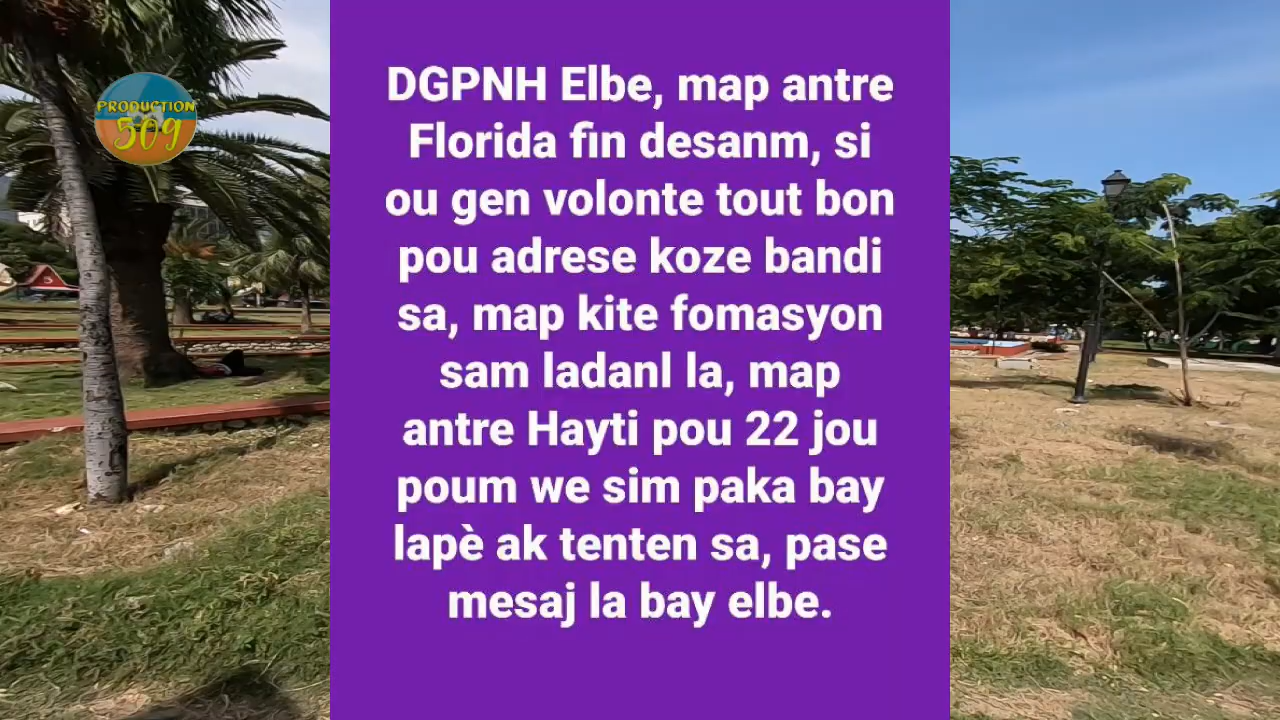 PRODUCTION
509
DGPNH Elbe, map antre
Florida fin desanm, si
ou gen volonte tout bon
pou adrese koze bandi
sa, map kite fomasyon
sam ladanl la, map
antre Hayti pou 22 jou
poum we sim paka bay
lapè ak tenten sa, pase
mesaj la bay elbe.